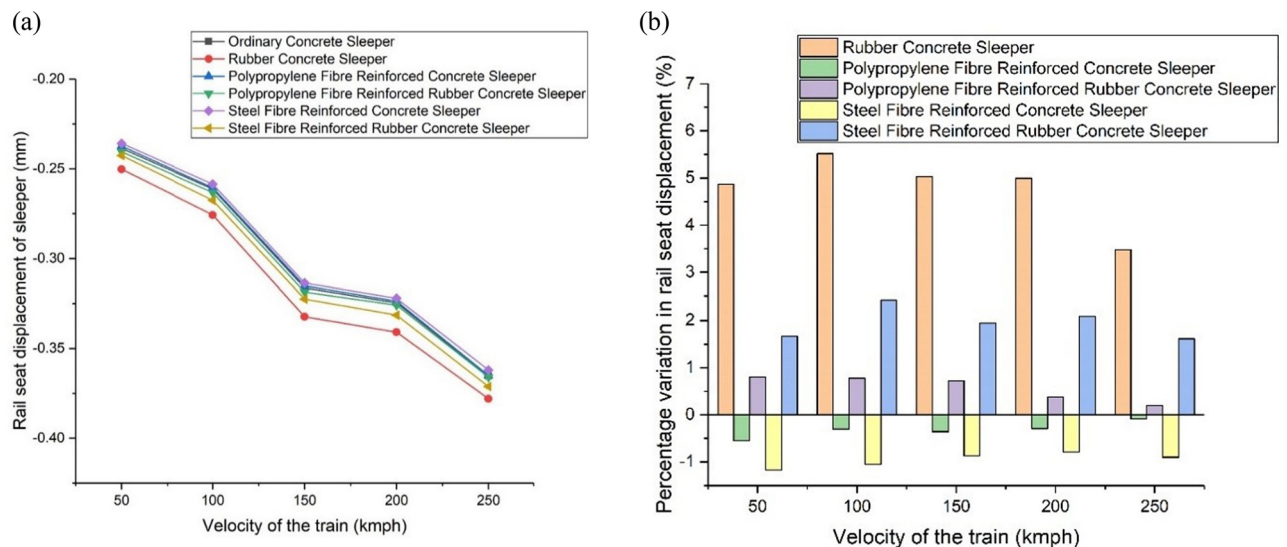 (a)
Ordinary Concrete Sleeper
Rubber Concrete Sleeper
Polypropylene Fibre Reinforced Concrete Sleeper
Polypropylene Fibre Reinforced Rubber Concrete Sleeper
Steel Fibre Reinforced Concrete Sleeper
Steel Fibre Reinforced Rubber Concrete Sleeper
Rail seat displacement of sleeper (mm)
-0.20
-0.25
-0.30
-0.35
-0.40
50 100 150 200 250
Velocity of the train (kmph)
(b)
Rubber Concrete Sleeper
Polypropylene Fibre Reinforced Concrete Sleeper
Polypropylene Fibre Reinforced Rubber Concrete Sleeper
Steel Fibre Reinforced Concrete Sleeper
Steel Fibre Reinforced Rubber Concrete Sleeper
Percentage variation in rail seat displacement (%)
7
6
5
4
3
2
1
0
-1
50 100 150 200 250
Velocity of the train (kmph)